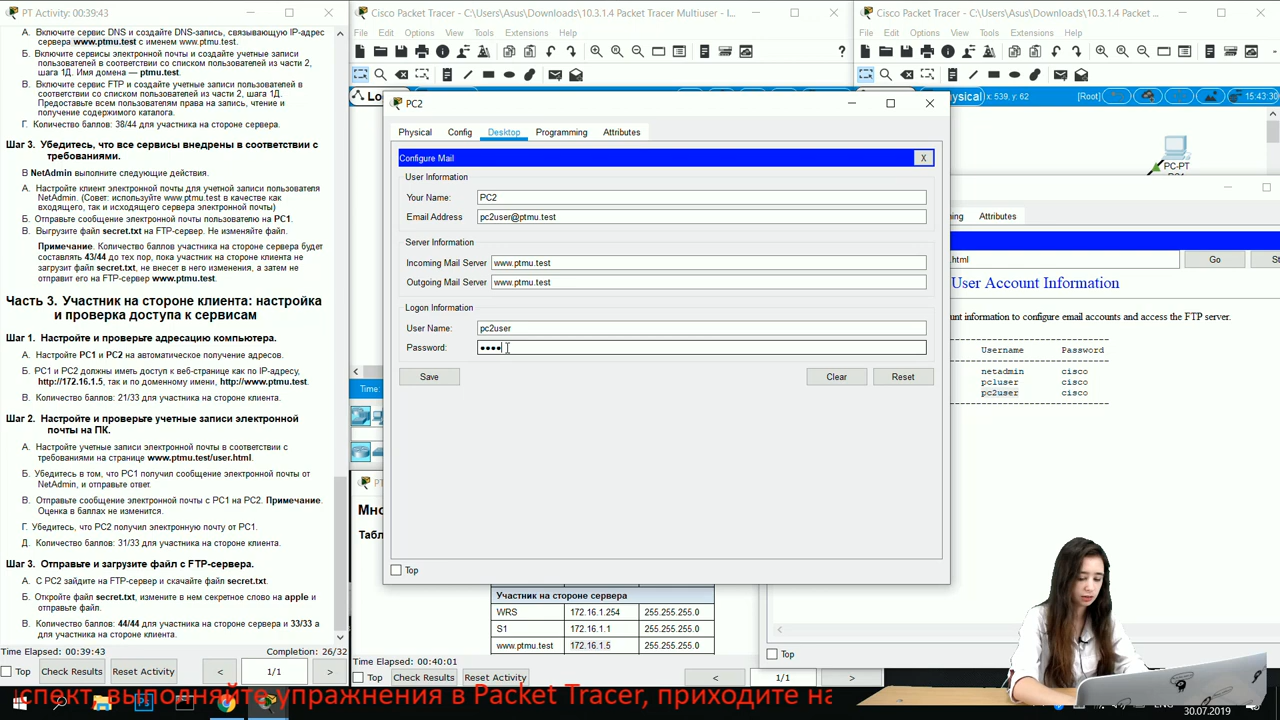 PT Activity: 00:39:43
А. Включите сервис DNS и создайте DNS-запись, связывающую IP-адрес
сервера www.ptmu.test с именем www.ptmu.test.
Б. Включите сервисы электронной почты и создайте учетные записи
пользователей в соответствии со списком пользователей из части 2,
шага 1Д. Имя домена — ptmu.test.
В. Включите сервис FTP и создайте учетные записи пользователей в
соответствии со списком пользователей из части 2, шага 1Д.
Предоставьте всем пользователям права на запись, чтение и
получение содержимого каталога.
Г. Количество баллов: 38/44 для участника на стороне сервера.
Шаг 3. Убедитесь, что все сервисы внедрены в соответствии с
требованиями.
В NetAdmin выполните следующие действия.
А. Настройте клиент электронной почты для учетной записи пользователя
NetAdmin. (Совет: используйте www.ptmu.test в качестве как
входящего, так и исходящего сервера электронной почты)
Б. Отправьте сообщение электронной почты пользователю на PC1.
В. Выгрузите файл secret.txt на FTP-сервер. Не изменяйте файл.
Примечание. Количество баллов участника на стороне сервера будет
составлять 43/44 до тех пор, пока участник на стороне клиента не
загрузит файл secret.txt, не внесет в него изменения, а затем не
отправит его на FTP-сервер www.ptmu.test.
Часть 3. Участник на стороне клиента: настройка
и проверка доступа к сервисам
Шаг 1. Настройте и проверьте адресацию компьютера.
А. Настройте PC1 и PC2 на автоматическое получение адресов.
Б. PC1 и PC2 должны иметь доступ к веб-странице как по IP-адресу,
http://172.16.1.5, так и по доменному имени, http://www.ptmu.test.
В. Количество баллов: 21/33 для участника на стороне клиента.
Шаг 2. Настройте и проверьте учетные записи электронной
почты на ПК.
А. Настройте учетные записи электронной почты в соответствии с
требованиями на странице www.ptmu.test/user.html.
Б. Убедитесь в том, что PC1 получил сообщение электронной почты от
NetAdmin, и отправьте ответ.
В. Отправьте сообщение электронной почты с PC1 на PC2. Примечание.
Оценка в баллах не изменится.
Г. Убедитесь, что PC2 получил электронную почту от PC1.
Д. Количество баллов: 31/33 для участника на стороне клиента.
Шаг 3. Отправьте и загрузите файл с FTP-сервера.
А. С PC2 зайдите на FTP-сервер и скачайте файл secret.txt.
Б. Откройте файл secret.txt, измените в нем секретное слово на apple и
отправьте файл.
В. Количество баллов: 44/44 для участника на стороне сервера и 33/33 а
для участника на стороне клиента.
Time Elapsed: 00:39:43 Completion: 26/32
Top Check Results Reset Activity < 1/1 >
Cisco Packet Tracer - C:\Users\Asus\Downloads\10.3.1.4 Packet Tracer Multiuser - I...
File Edit Options View Tools Extensions Help
Cisco Packet Tracer - C:\Users\Asus\Downloads\10.3.1.4 Packet ...
File Edit Options View Tools Extensions Help
x: 539, y: 62 [Root] 15:43:30
PC-PT
PC2
Physical Config Desktop Programming Attributes
Configure Mail X
User Information
Your Name: PC2
Email Address pc2user@ptmu.test
Server Information
Incoming Mail Server www.ptmu.test
Outgoing Mail Server www.ptmu.test
Logon Information
User Name: pc2user
Password: ●●●●
Save Clear Reset
Top
Attributes
html Go
User Account Information
information to configure email accounts and access the FTP server.
Username Password
netadmin cisco
pc1user cisco
pc2user cisco
Top
Time:
Участник на стороне сервера
WRS 172.16.1.254 255.255.255.0
S1 172.16.1.1 255.255.255.0
www.ptmu.test 172.16.1.5 255.255.255.0
Time Elapsed: 00:40:01
Top Check Results Reset Activity < 1/1 >
выполняйте упражнения в Packet Tracer, приходите на
30.07.2019